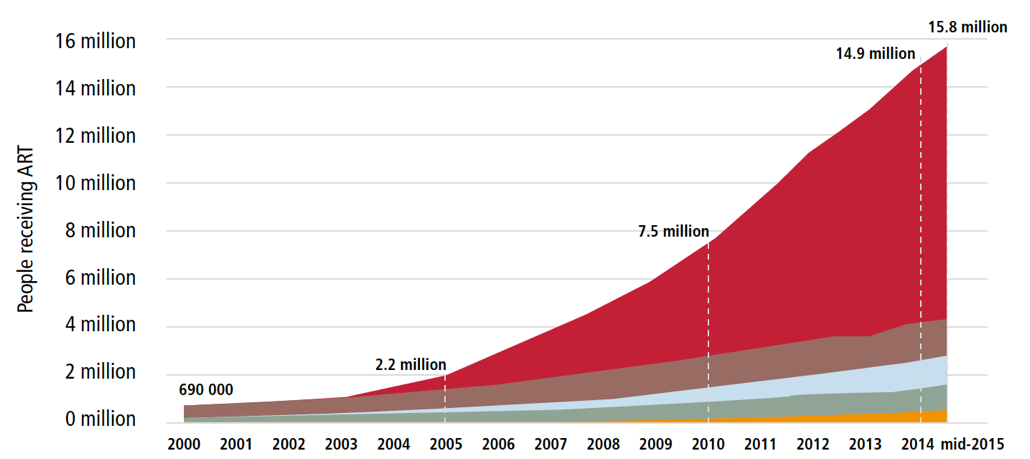 15.8 million
14.9 million
16 million
14 million
12 million
10 million
8 million
6 million
4 million
2 million
0 million
People receiving ART
7.5 million
2.2 million
690 000
2000 2001 2002 2003 2004 2005 2006 2007 2008 2009 2010 2011 2012 2013 2014 mid-2015